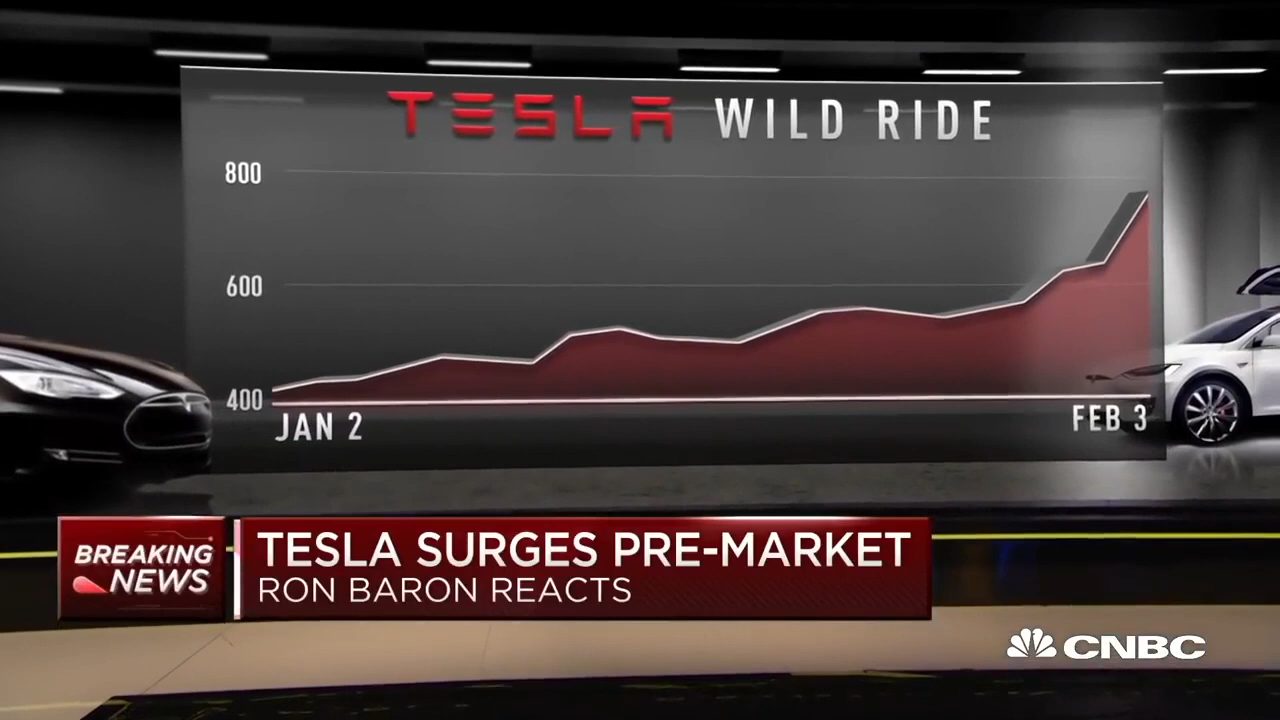 TESLA WILD RIDE
800
600
400
JAN 2
FEB 3
BREAKING
NEWS
TESLA SURGES PRE-MARKET
RON BARON REACTS
CNBC